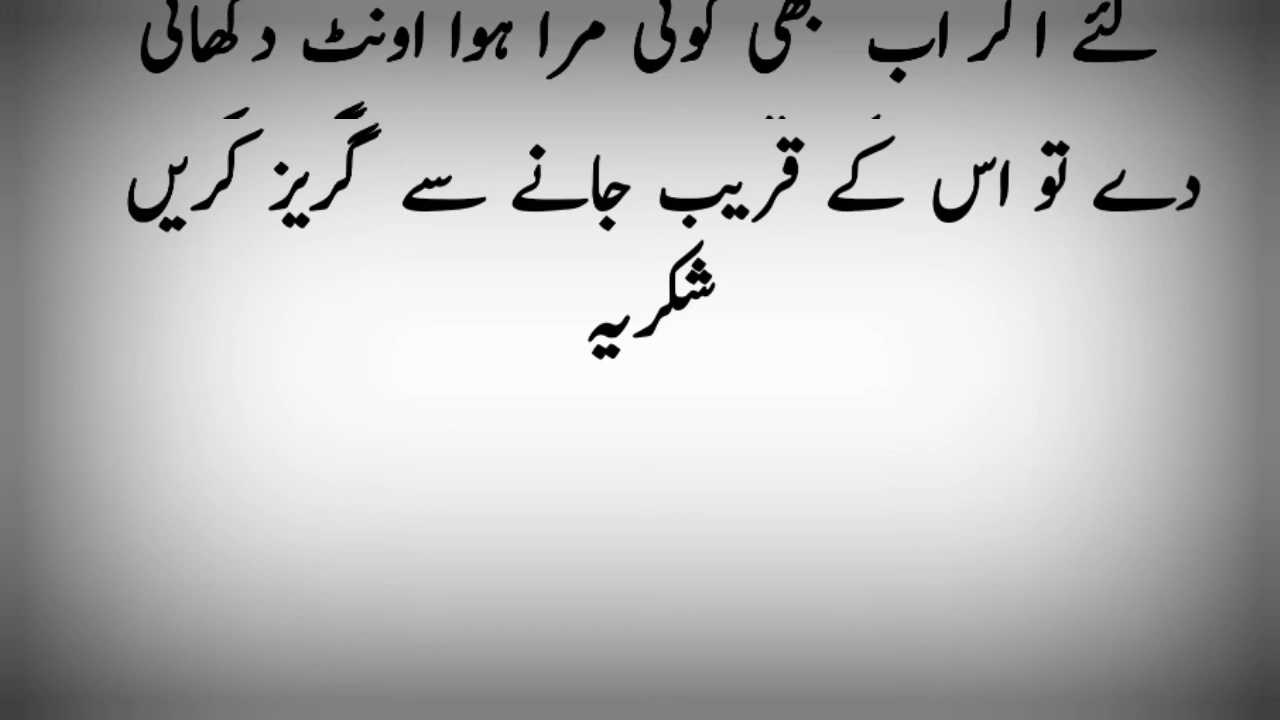 لئے اگر اب بھی کوئی مرا ہوا اونٹ دکھائی
دے تو اس کے قریب جانے سے گریز کریں
شکریہ